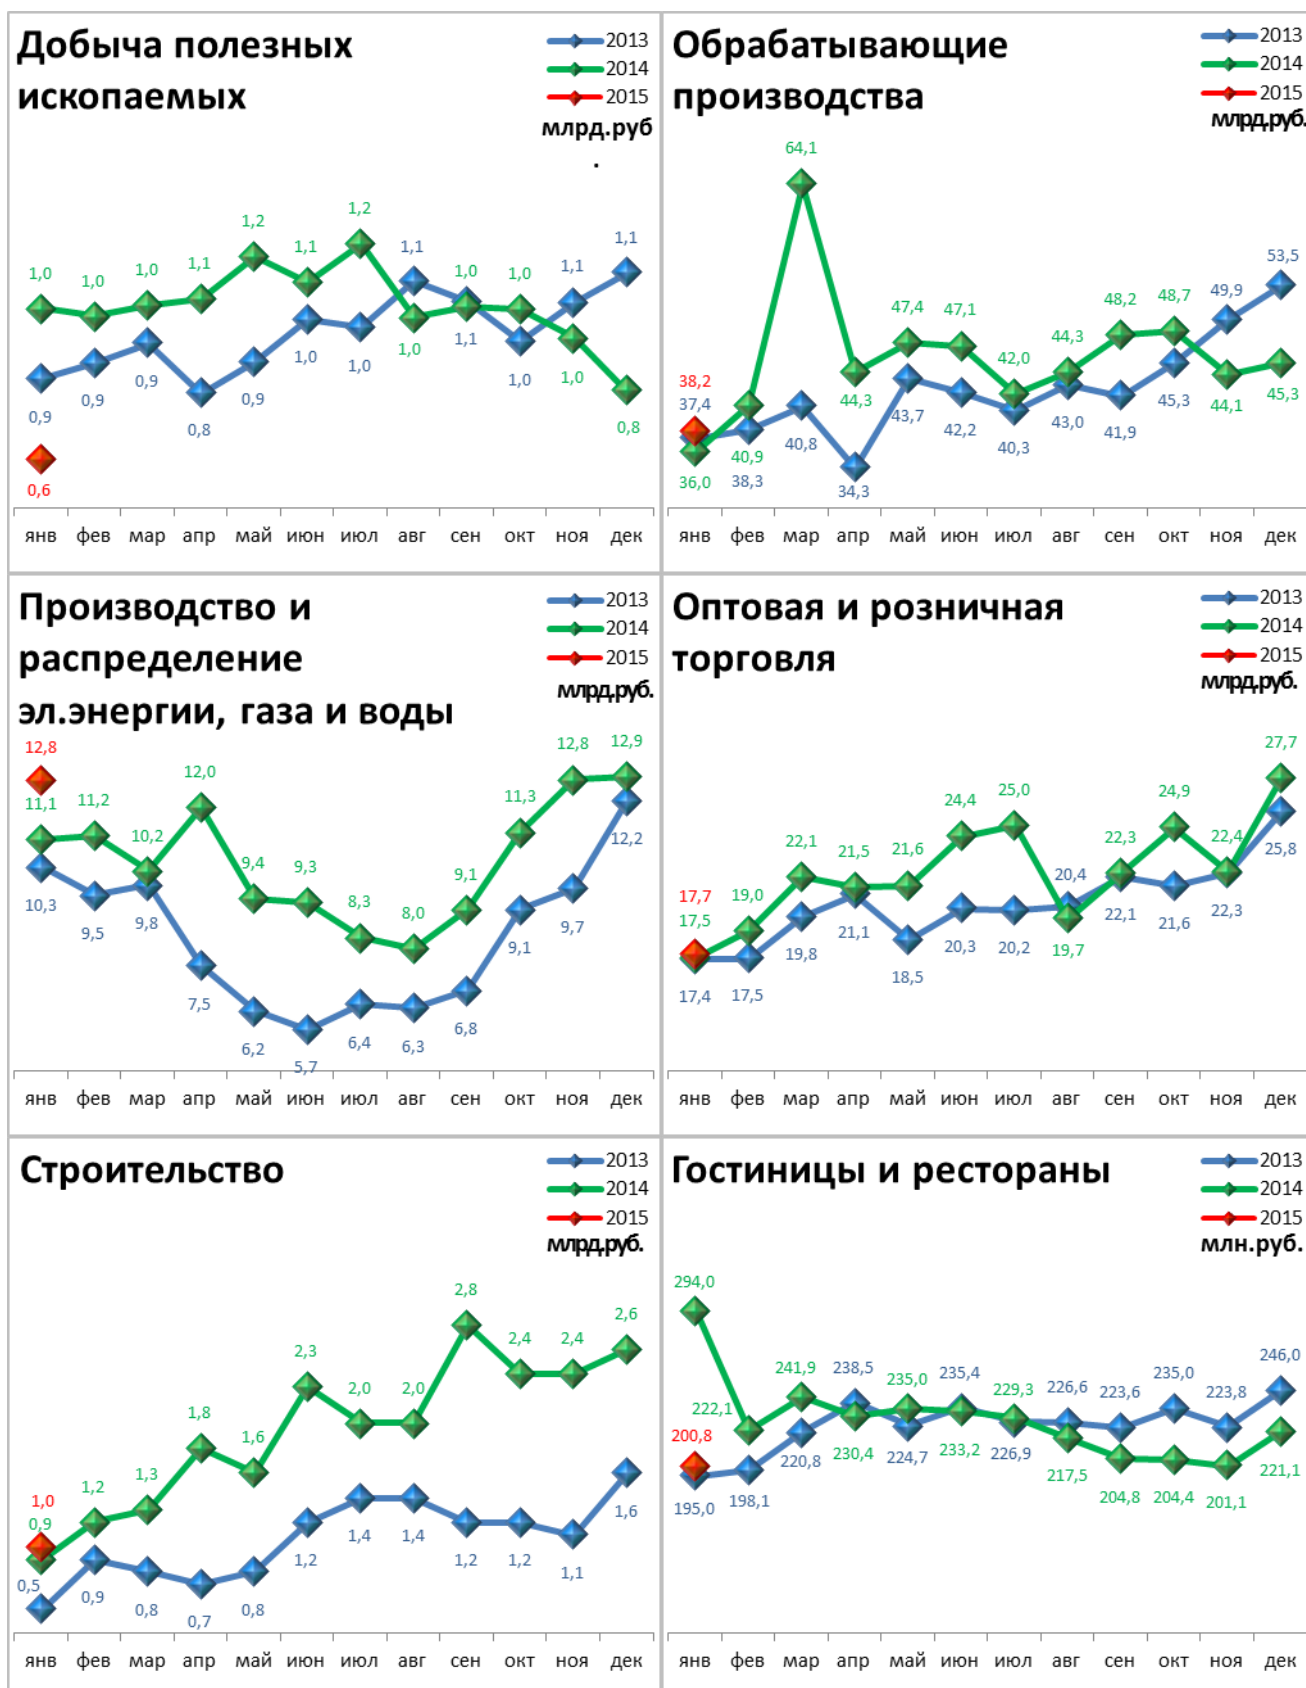 Добыча полезных
ископаемых
2013
2014
2015
млрд.руб
.
1,0 1,0 1,0 1,1 1,2 1,1 1,2 1,0 1,0 1,0 1,0 0,8
0,9 0,9 0,9 0,8 0,9 1,0 1,0 1,1 1,1 1,0 1,1 1,1
0,6
янв фев мар апр май июн июл авг сен окт ноя дек
Обрабатывающие
производства
2013
2014
2015
млрд.руб.
36,0 40,9 64,1 44,3 47,4 47,1 42,0 44,3 48,2 48,7 44,1 45,3
37,4 38,3 40,8 34,3 43,7 42,2 40,3 43,0 41,9 45,3 49,9 53,5
38,2
янв фев мар апр май июн июл авг сен окт ноя дек
Производство и
распределение
эл.энергии, газа и воды
2013
2014
2015
млрд.руб.
12,8
11,1 11,2 10,2 12,0 9,4 9,3 8,3 8,0 9,1 11,3 12,8 12,9
10,3 9,5 9,8 7,5 6,2 5,7 6,4 6,3 6,8 9,1 9,7 12,2
янв фев мар апр май июн июл авг сен окт ноя дек
Оптовая и розничная
торговля
2013
2014
2015
млрд.руб.
17,7
17,5 19,0 22,1 21,5 21,6 24,4 25,0 19,7 22,3 24,9 22,4 27,7
17,4 17,5 19,8 21,1 18,5 20,3 20,2 20,4 22,1 21,6 22,3 25,8
янв фев мар апр май июн июл авг сен окт ноя дек
Строительство
2013
2014
2015
млрд.руб.
1,0
0,9 1,2 1,3 1,8 1,6 2,3 2,0 2,0 2,8 2,4 2,4 2,6
0,5 0,9 0,8 0,7 0,8 1,2 1,4 1,4 1,2 1,2 1,1 1,6
янв фев мар апр май июн июл авг сен окт ноя дек
Гостиницы и рестораны
2013
2014
2015
млн.руб.
294,0 222,1 241,9 230,4 235,0 233,2 229,3 217,5 204,8 204,4 201,1 221,1
200,8
195,0 198,1 220,8 238,5 224,7 235,4 226,9 226,6 223,6 235,0 223,8 246,0
янв фев мар апр май июн июл авг сен окт ноя дек